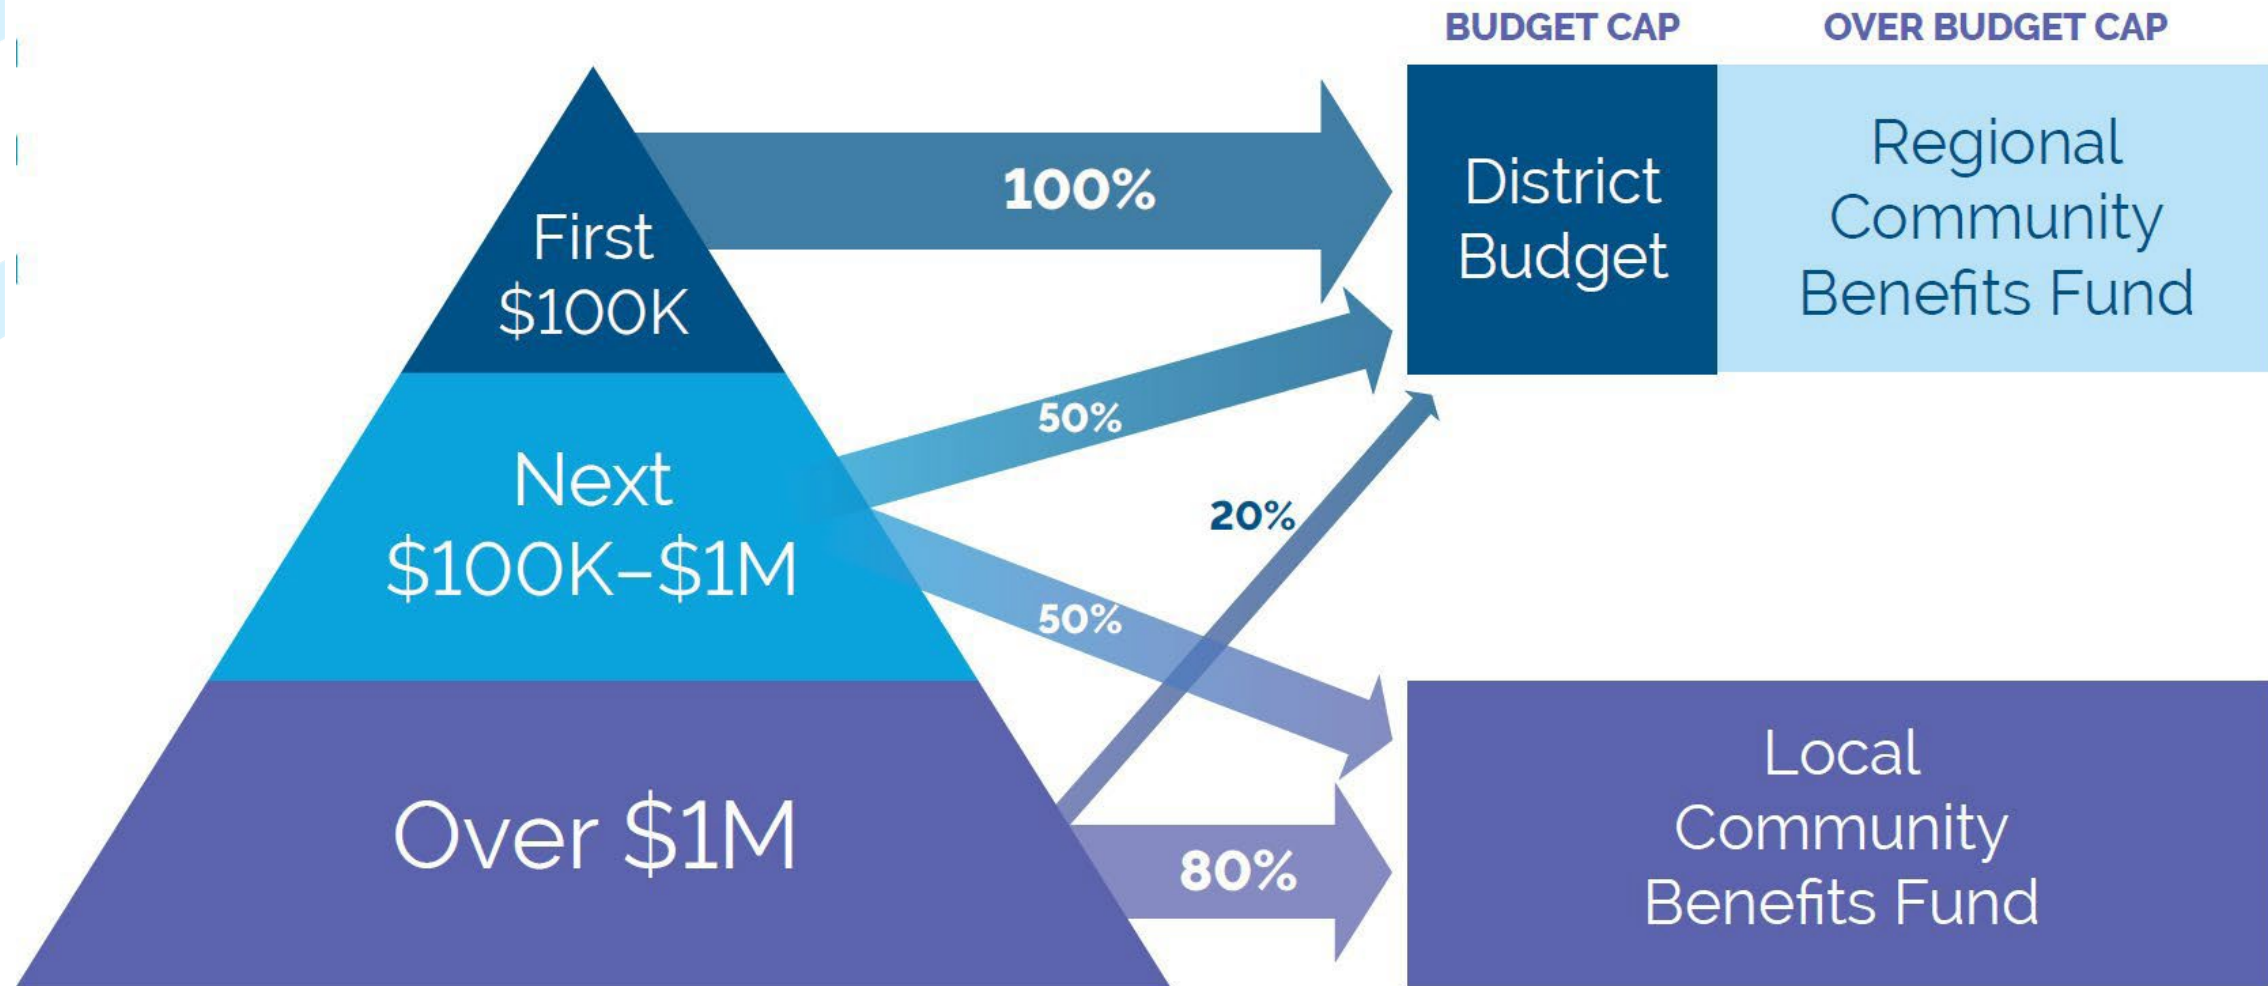 BUDGET CAP
OVER BUDGET CAP
First
$100K
100%
District
Budget
Regional
Community
Benefits Fund
Next
$100K–$1M
50%
20%
50%
Over $1M
80%
Local
Community
Benefits Fund